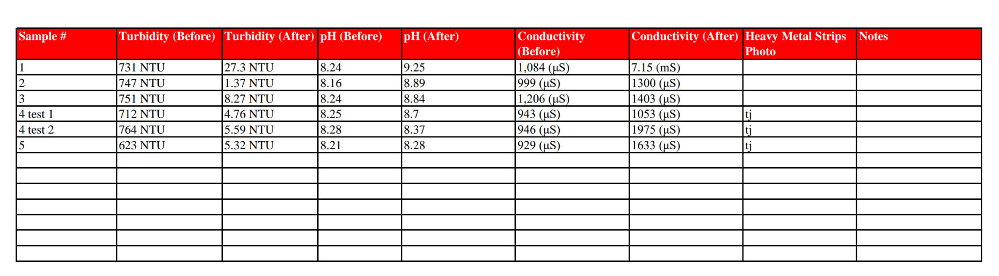 Sample # Turbidity (Before) Turbidity (After) pH (Before) pH (After) Conductivity (Before) Conductivity (After) Heavy Metal Strips Photo Notes
1 731 NTU 27.3 NTU 8.24 9.25 1,084 (μS) 7.15 (mS)
2 747 NTU 1.37 NTU 8.16 8.89 999 (μS) 1300 (μS)
3 751 NTU 8.27 NTU 8.24 8.84 1,206 (μS) 1403 (μS)
4 test 1 712 NTU 4.76 NTU 8.25 8.7 943 (μS) 1053 (μS) tj
4 test 2 764 NTU 5.59 NTU 8.28 8.37 946 (μS) 1975 (μS) tj
5 623 NTU 5.32 NTU 8.21 8.28 929 (μS) 1633 (μS) tj